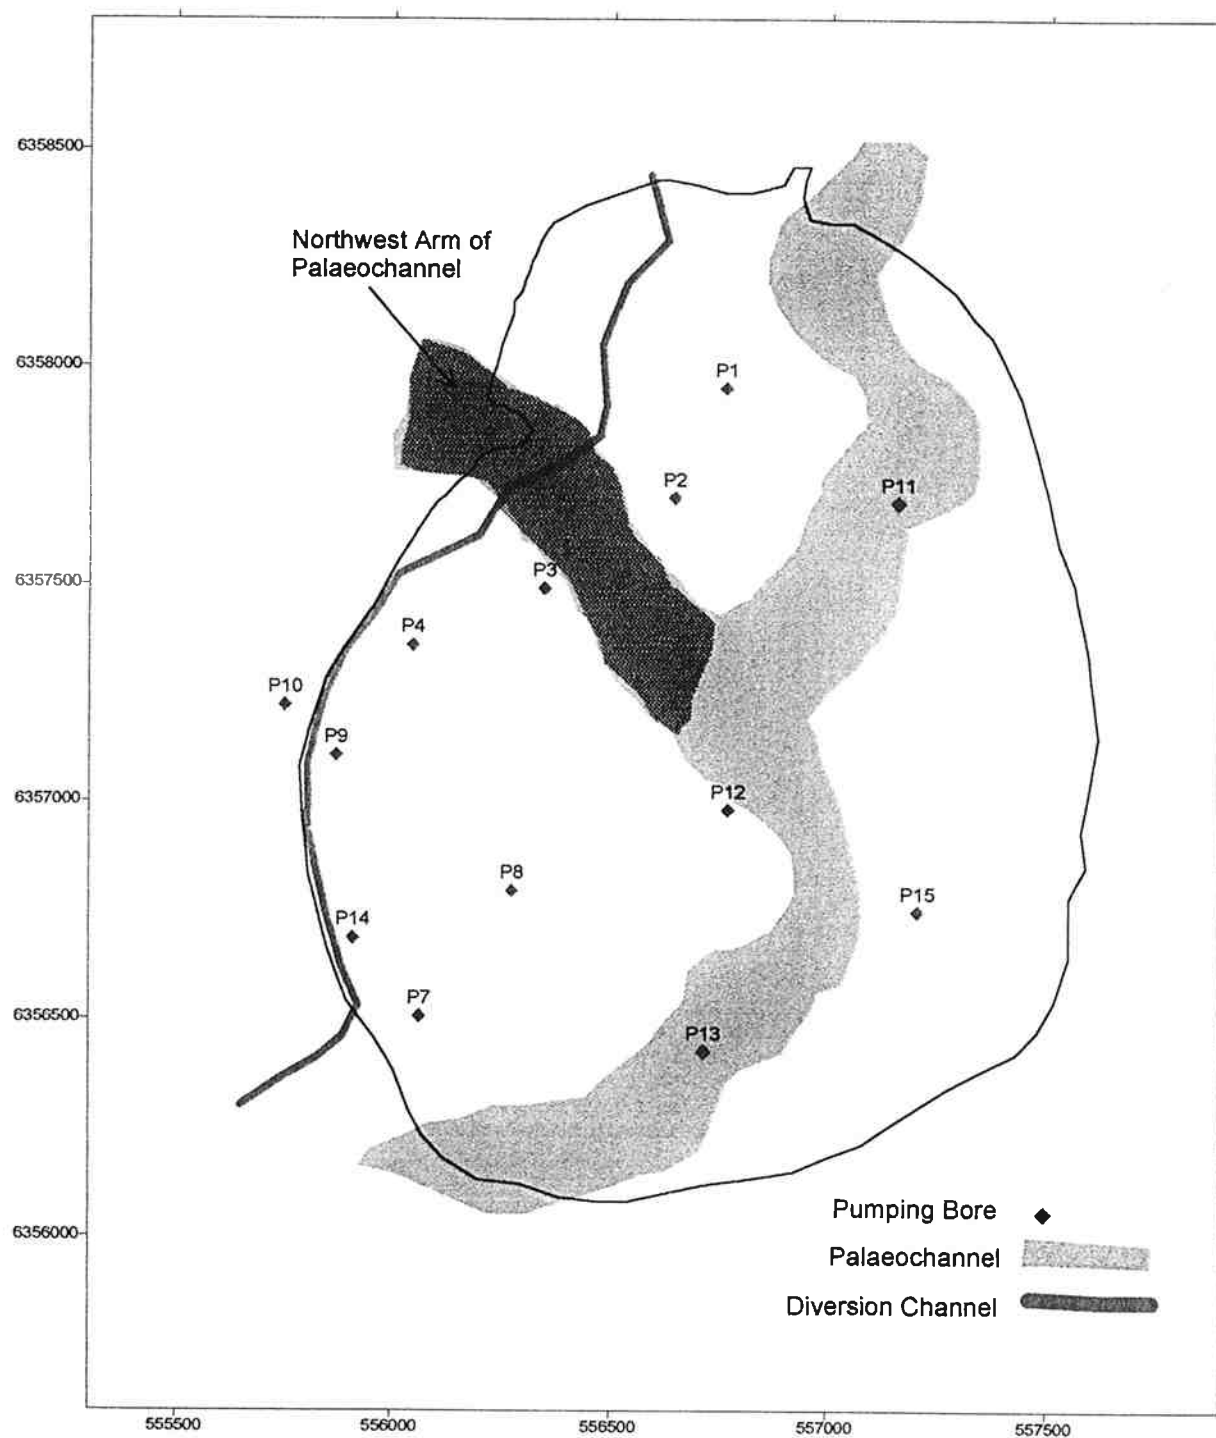 6358500
Northwest Arm of
Palaeochannel
6358000
P1
P2
P11
P3
6357500
P4
P10
P9
6357000
P12
P8
P15
P14
P7
6356500
P13
Pumping Bore
6356000
Palaeochannel
Diversion Channel
555500
556000
556500
557000
557500